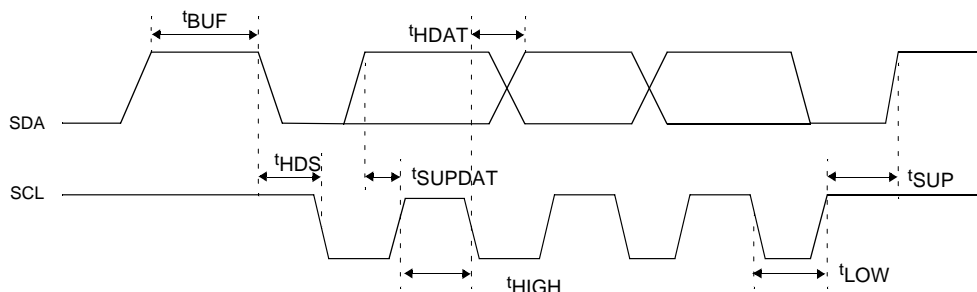 tBUF
tHDAT
SDA
tHDS
tSUPDAT
tSUP
SCL
tHIGH
tLOW